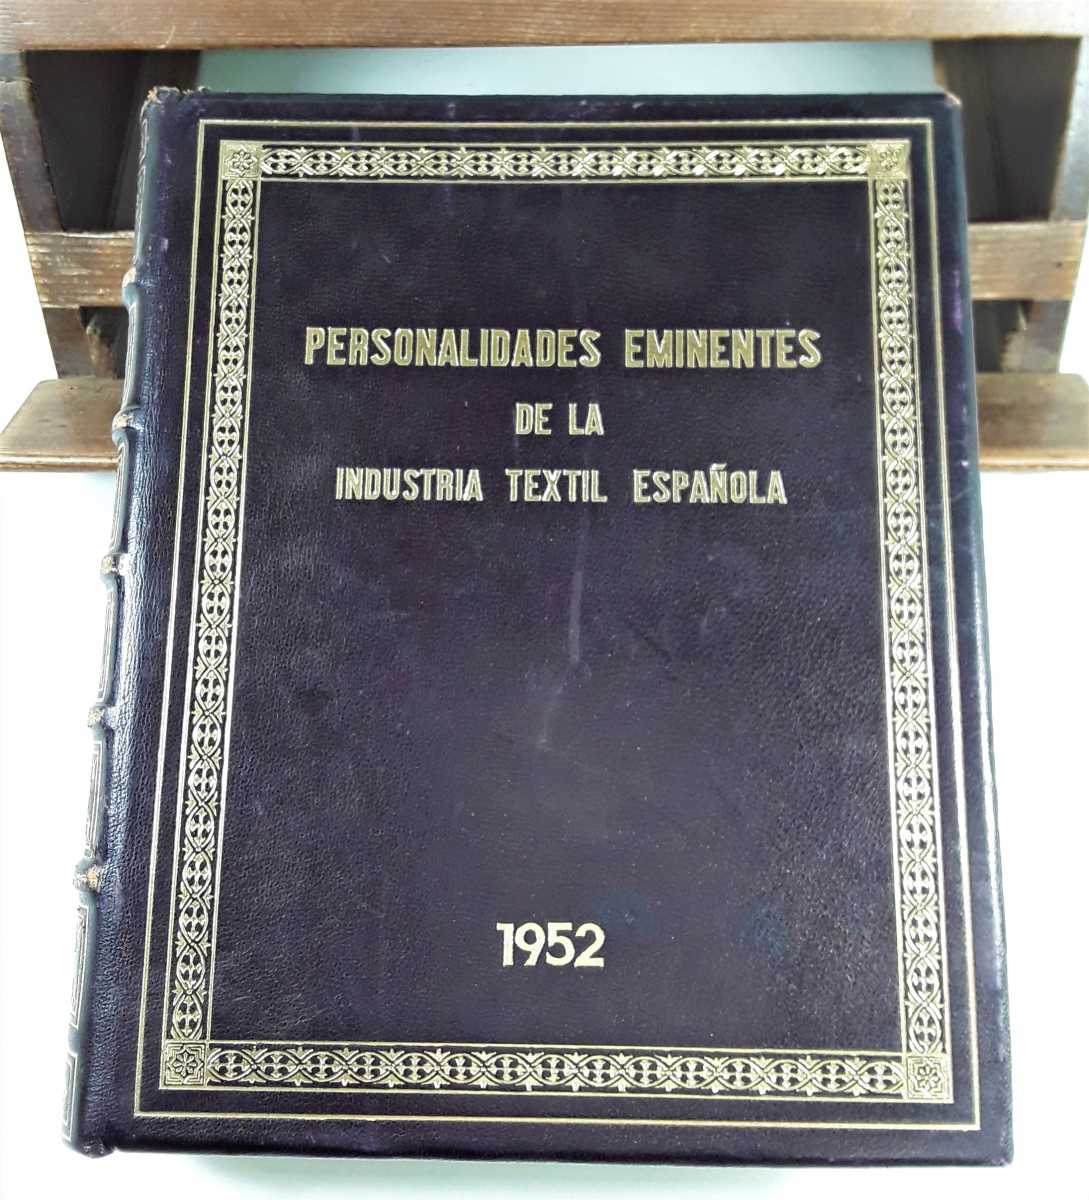 PERSONALIDADES EMINENTES
DE LA
INDUSTRIA TEXTIL ESPAÑOLA
1952